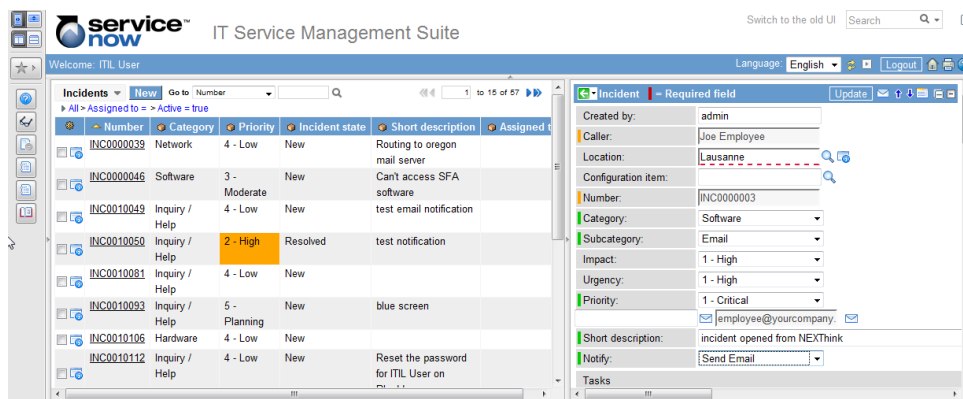 Switch to the old UI Search
service™
now
IT Service Management Suite
Welcome: ITIL User
Language: English Logout
Incidents New Go to Number 1 to 15 of 57
All > Assigned to = > Active = true
Number Category Priority Incident state Short description Assigned t
INC0000039 Network 4 - Low New Routing to oregon
mail server
INC0000046 Software 3 - New Can't access SFA
Moderate software
INC0010049 Inquiry / 4 - Low New test email notification
Help
INC0010050 Inquiry / 2 - High Resolved test notification
Help
INC0010081 Inquiry / 4 - Low New
Help
INC0010093 Inquiry / 5 - New blue screen
Help Planning
INC0010106 Hardware 4 - Low New
INC0010112 Inquiry / 4 - Low New Reset the password
Help for ITIL User on
Incident = Required field Update
Created by: admin
Caller: Joe Employee
Location: Lausanne
Configuration item:
Number: INC0000003
Category: Software
Subcategory: Email
Impact: 1 - High
Urgency: 1 - High
Priority: 1 - Critical
employee@yourcompany.
Short description: incident opened from NEXThink
Notify: Send Email
Tasks